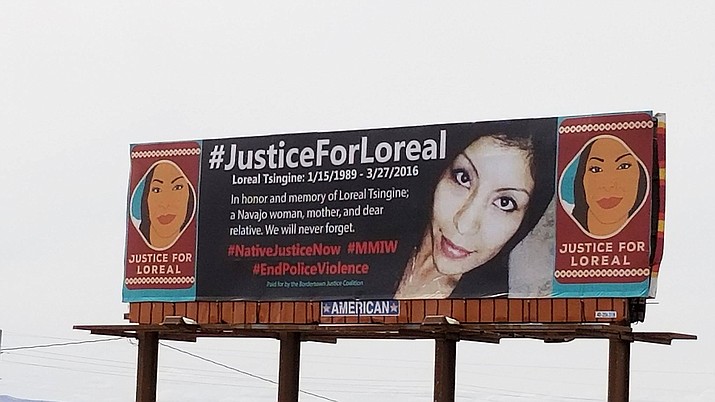 #JusticeForLoreal
Loreal Tsingine: 1/15/1989 - 3/27/2016
In honor and memory of Loreal Tsingine;
a Navajo woman, mother, and dear
relative. We will never forget.
#NativeJusticeNow #MMIW
#EndPoliceViolence
Paid for by the Bordertown Justice Coalition
JUSTICE FOR
LOREAL
JUSTICE FOR
LOREAL
AMERICAN